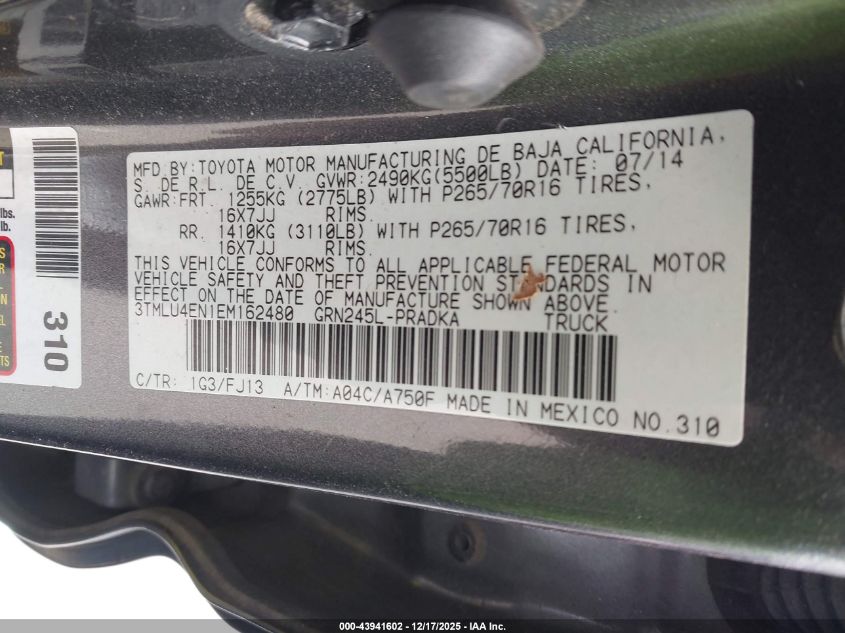 MFD.BY:TOYOTA MOTOR MANUFACTURING DE BAJA CALIFORNIA,
S. DE R.L. DE C.V. GVWR:2490KG(5500LB) DATE: 07/14
GAWR:FRT. 1255KG (2775LB) WITH P265/70R16 TIRES,
16X7JJ RIMS.
RR. 1410KG (3110LB) WITH P265/70R16 TIRES,
16X7JJ RIMS.
THIS VEHICLE CONFORMS TO ALL APPLICABLE FEDERAL MOTOR
VEHICLE SAFETY AND THEFT PREVENTION STANDARDS IN
EFFECT ON THE DATE OF MANUFACTURE SHOWN ABOVE.
3TMLU4EN1EM162480 GRN245L-PRADKA TRUCK
C/TR: 1G3/FJ13 A/TM:A04C/A750F MADE IN MEXICO NO.310
lbs.
lb.
310
000-43941602 - 12/17/2025 - IAA Inc.